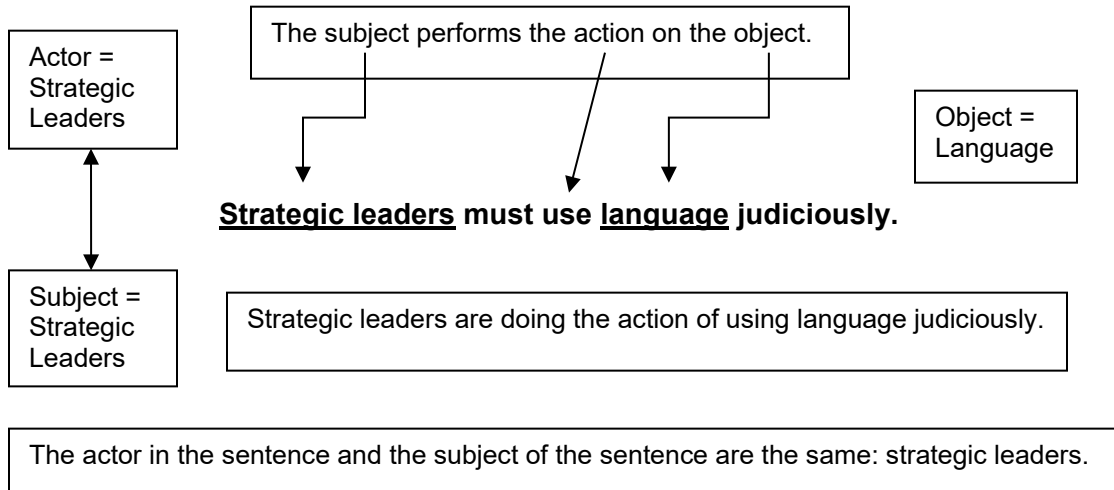 The subject performs the action on the object.
Actor =
Strategic
Leaders
Object =
Language
Strategic leaders must use language judiciously.
Subject =
Strategic
Leaders
Strategic leaders are doing the action of using language judiciously.
The actor in the sentence and the subject of the sentence are the same: strategic leaders.